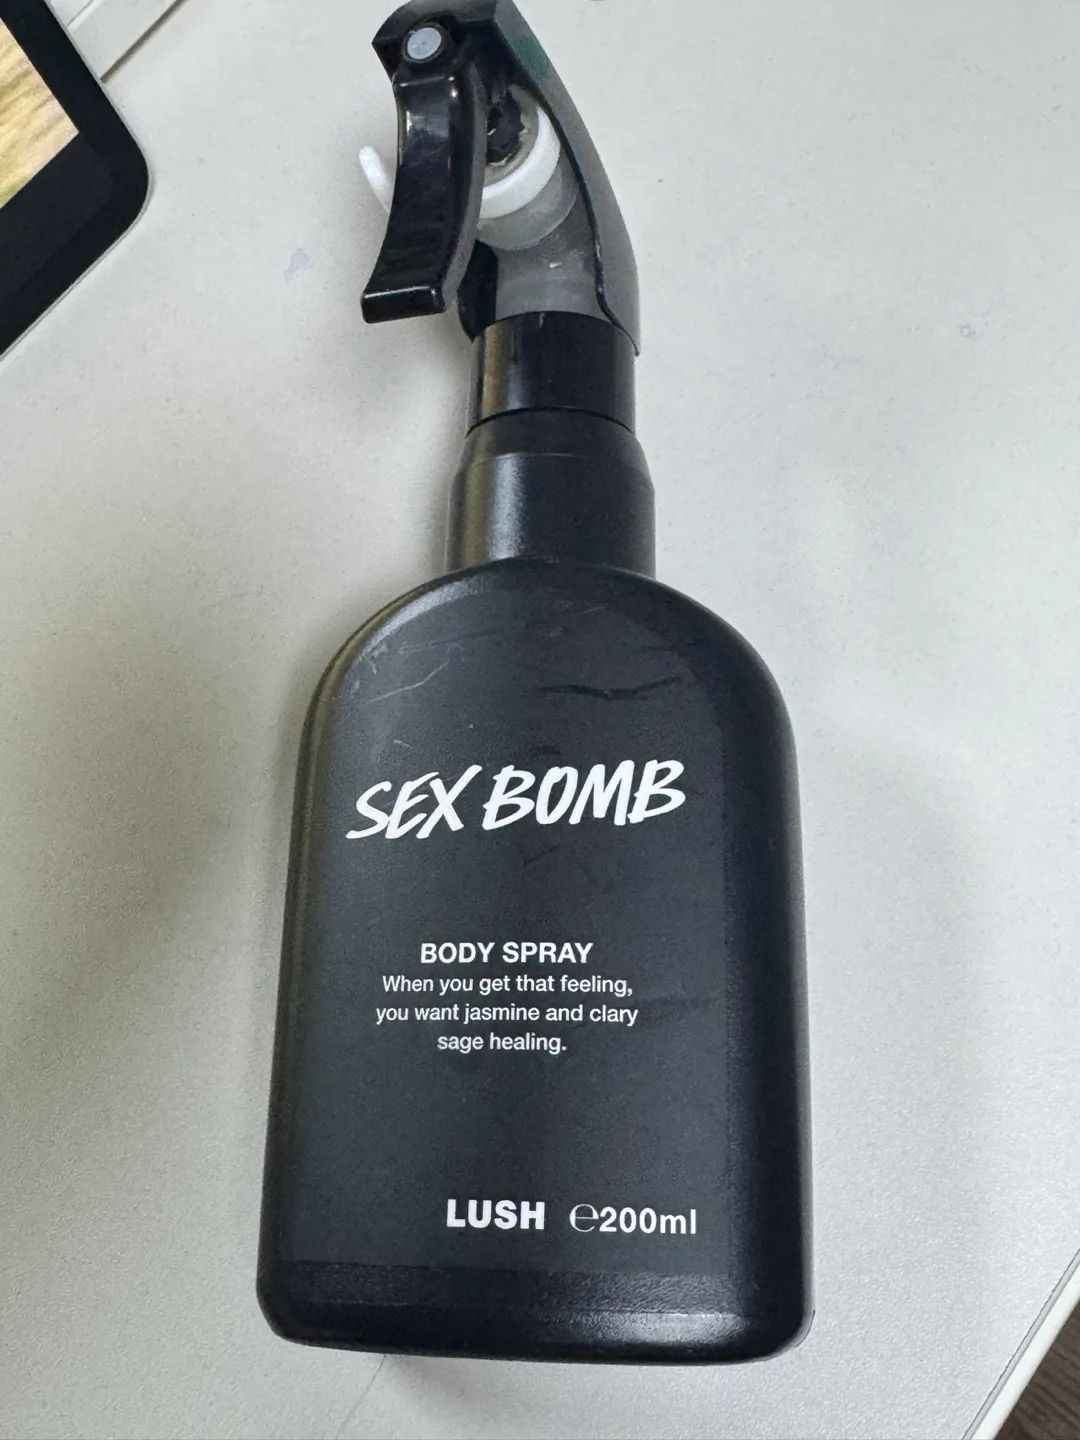 SEX BOMB
BODY SPRAY
When you get that feeling,
you want jasmine and clary
sage healing.
LUSH ℮200ml